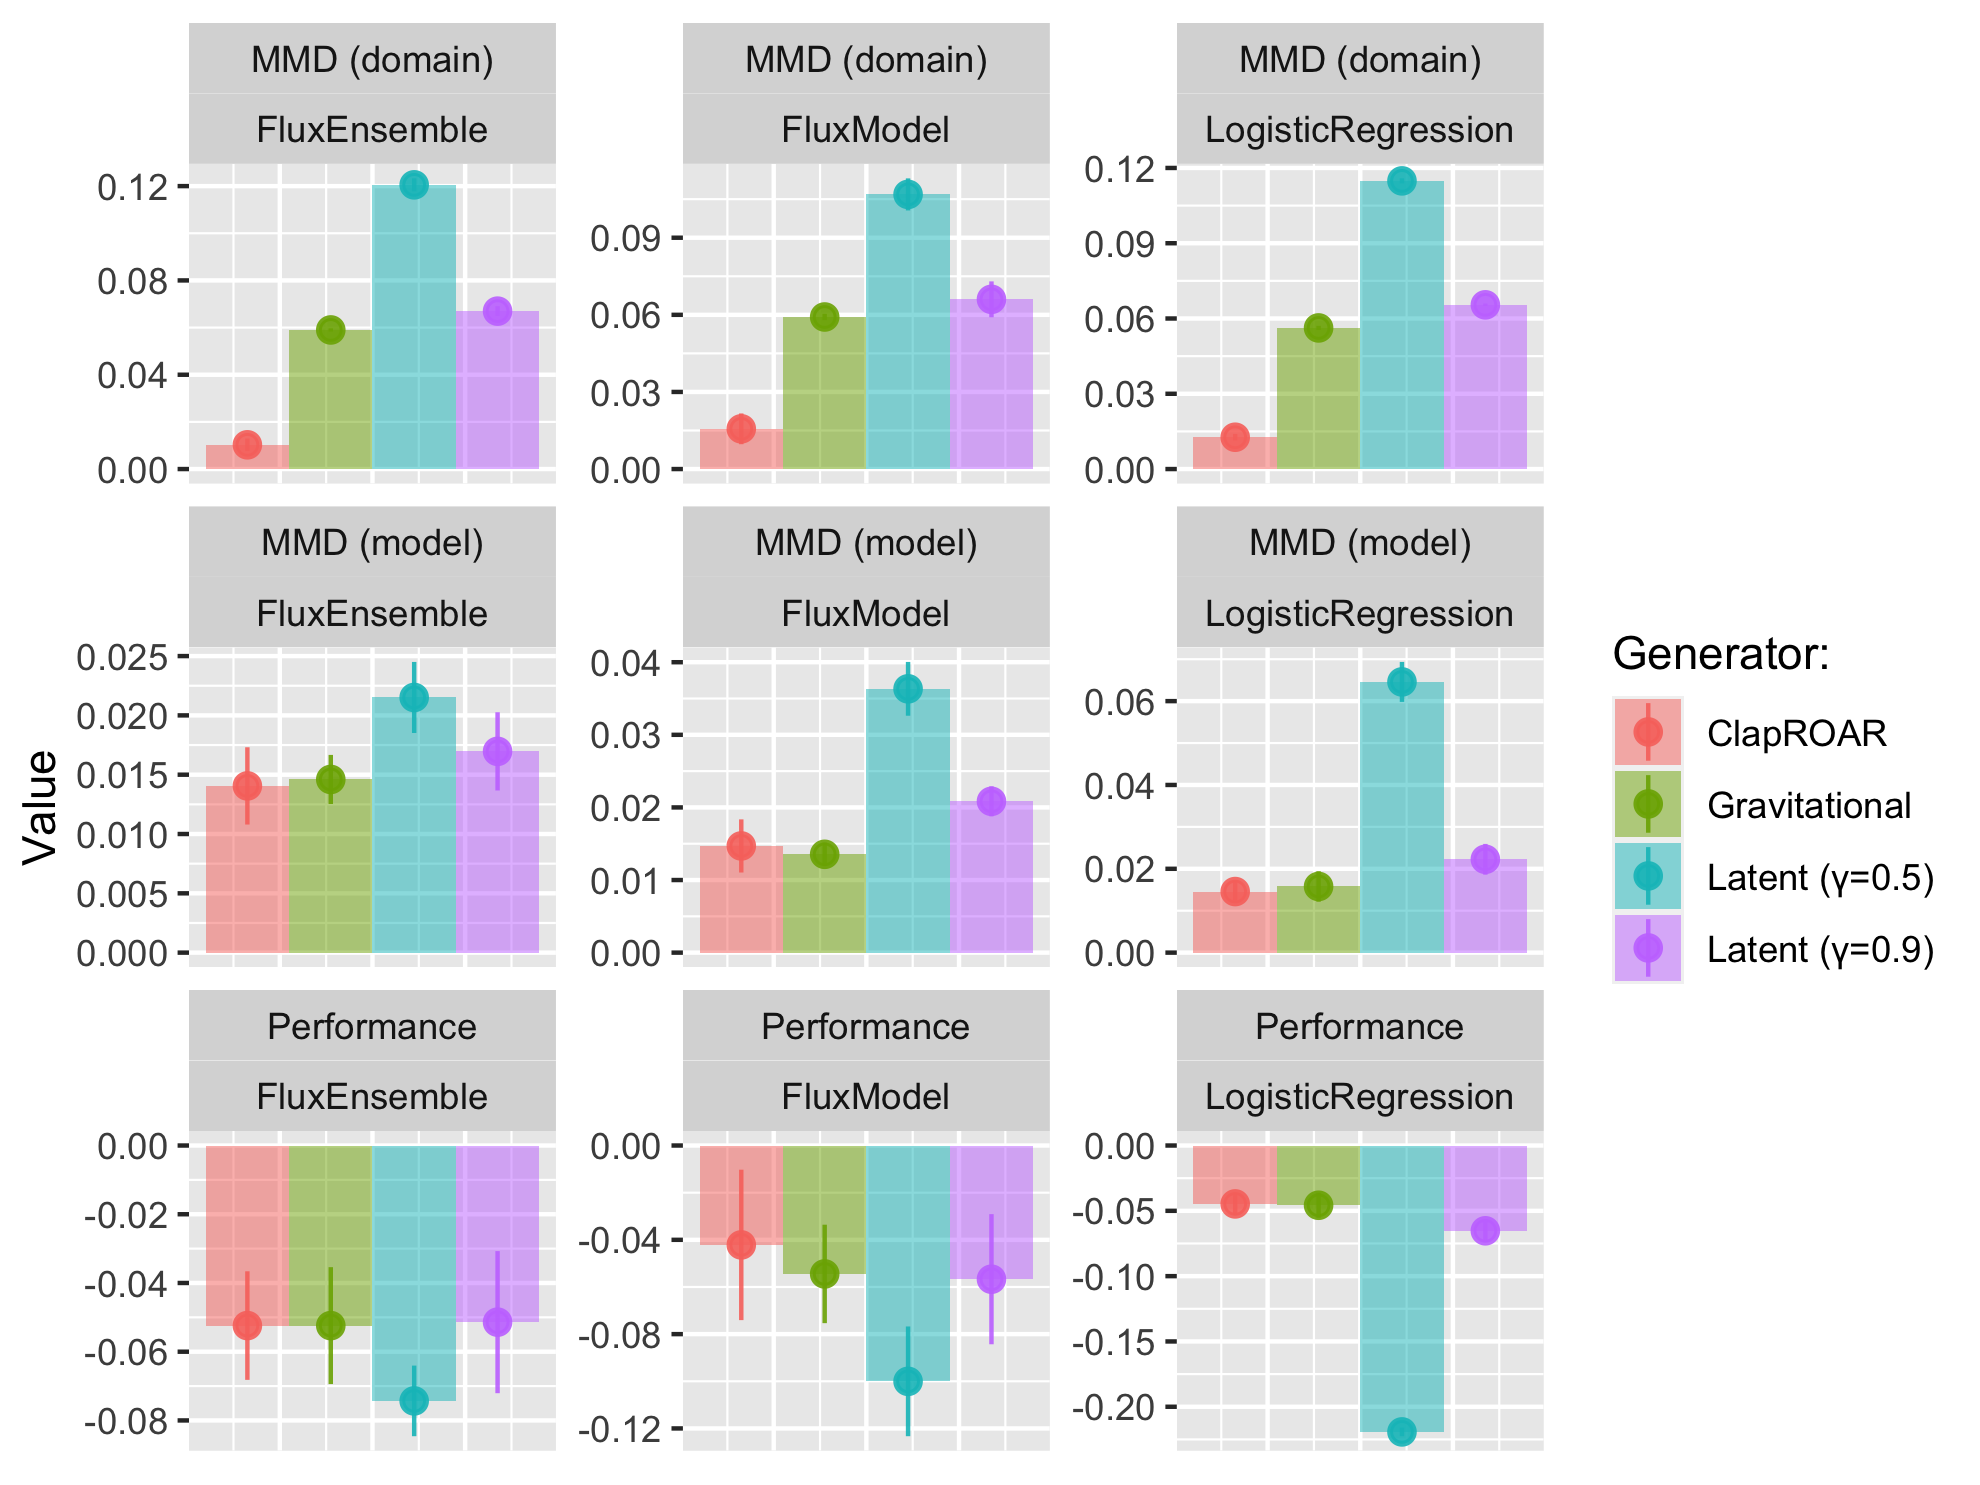 MMD (domain)
FluxEnsemble
0.12
0.08
0.04
0.00
MMD (domain)
FluxModel
0.09
0.06
0.03
0.00
MMD (domain)
LogisticRegression
0.12
0.09
0.06
0.03
0.00
MMD (model)
FluxEnsemble
0.025
0.020
0.015
0.010
0.005
0.000
MMD (model)
FluxModel
0.04
0.03
0.02
0.01
0.00
MMD (model)
LogisticRegression
0.06
0.04
0.02
0.00
Performance
FluxEnsemble
0.00
-0.02
-0.04
-0.06
-0.08
Performance
FluxModel
0.00
-0.04
-0.08
-0.12
Performance
LogisticRegression
0.00
-0.05
-0.10
-0.15
-0.20
Value
Generator:
ClapROAR
Gravitational
Latent (γ=0.5)
Latent (γ=0.9)